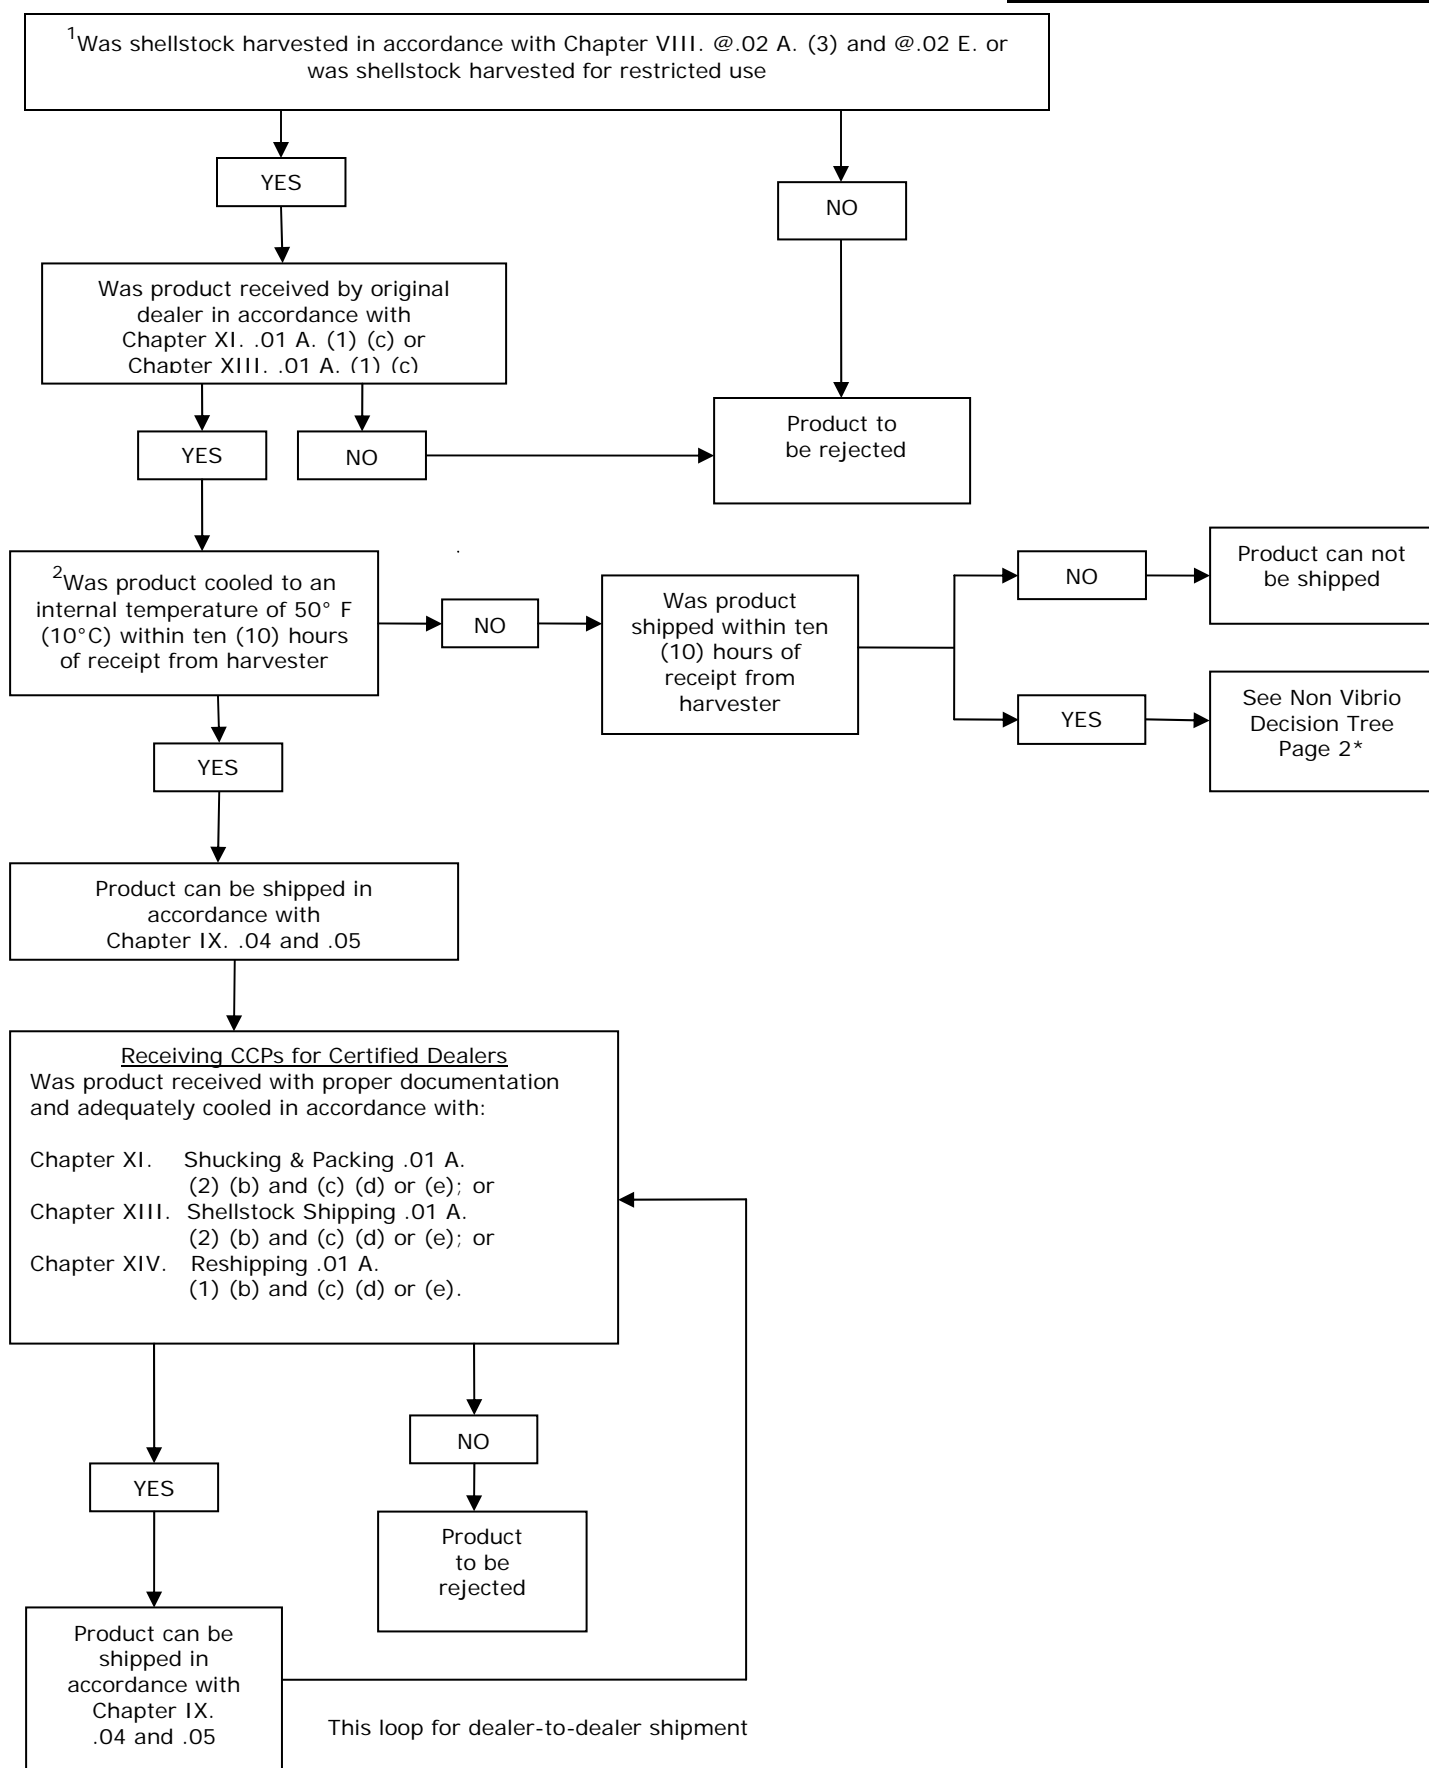 1Was shellstock harvested in accordance with Chapter VIII. @.02 A. (3) and @.02 E. or
was shellstock harvested for restricted use
YES
NO
Was product received by original
dealer in accordance with
Chapter XI. .01 A. (1) (c) or
Chapter XIII. .01 A. (1) (c)
YES
NO
Product to
be rejected
2Was product cooled to an
internal temperature of 50° F
(10°C) within ten (10) hours
of receipt from harvester
NO
Was product
shipped within ten
(10) hours of
receipt from
harvester
NO
Product can not
be shipped
YES
See Non Vibrio
Decision Tree
Page 2*
YES
Product can be shipped in
accordance with
Chapter IX. .04 and .05
Receiving CCPs for Certified Dealers
Was product received with proper documentation
and adequately cooled in accordance with:
Chapter XI. Shucking & Packing .01 A.
(2) (b) and (c) (d) or (e); or
Chapter XIII. Shellstock Shipping .01 A.
(2) (b) and (c) (d) or (e); or
Chapter XIV. Reshipping .01 A.
(1) (b) and (c) (d) or (e).
NO
YES
Product
to be
rejected
Product can be
shipped in
accordance with
Chapter IX.
.04 and .05
This loop for dealer-to-dealer shipment